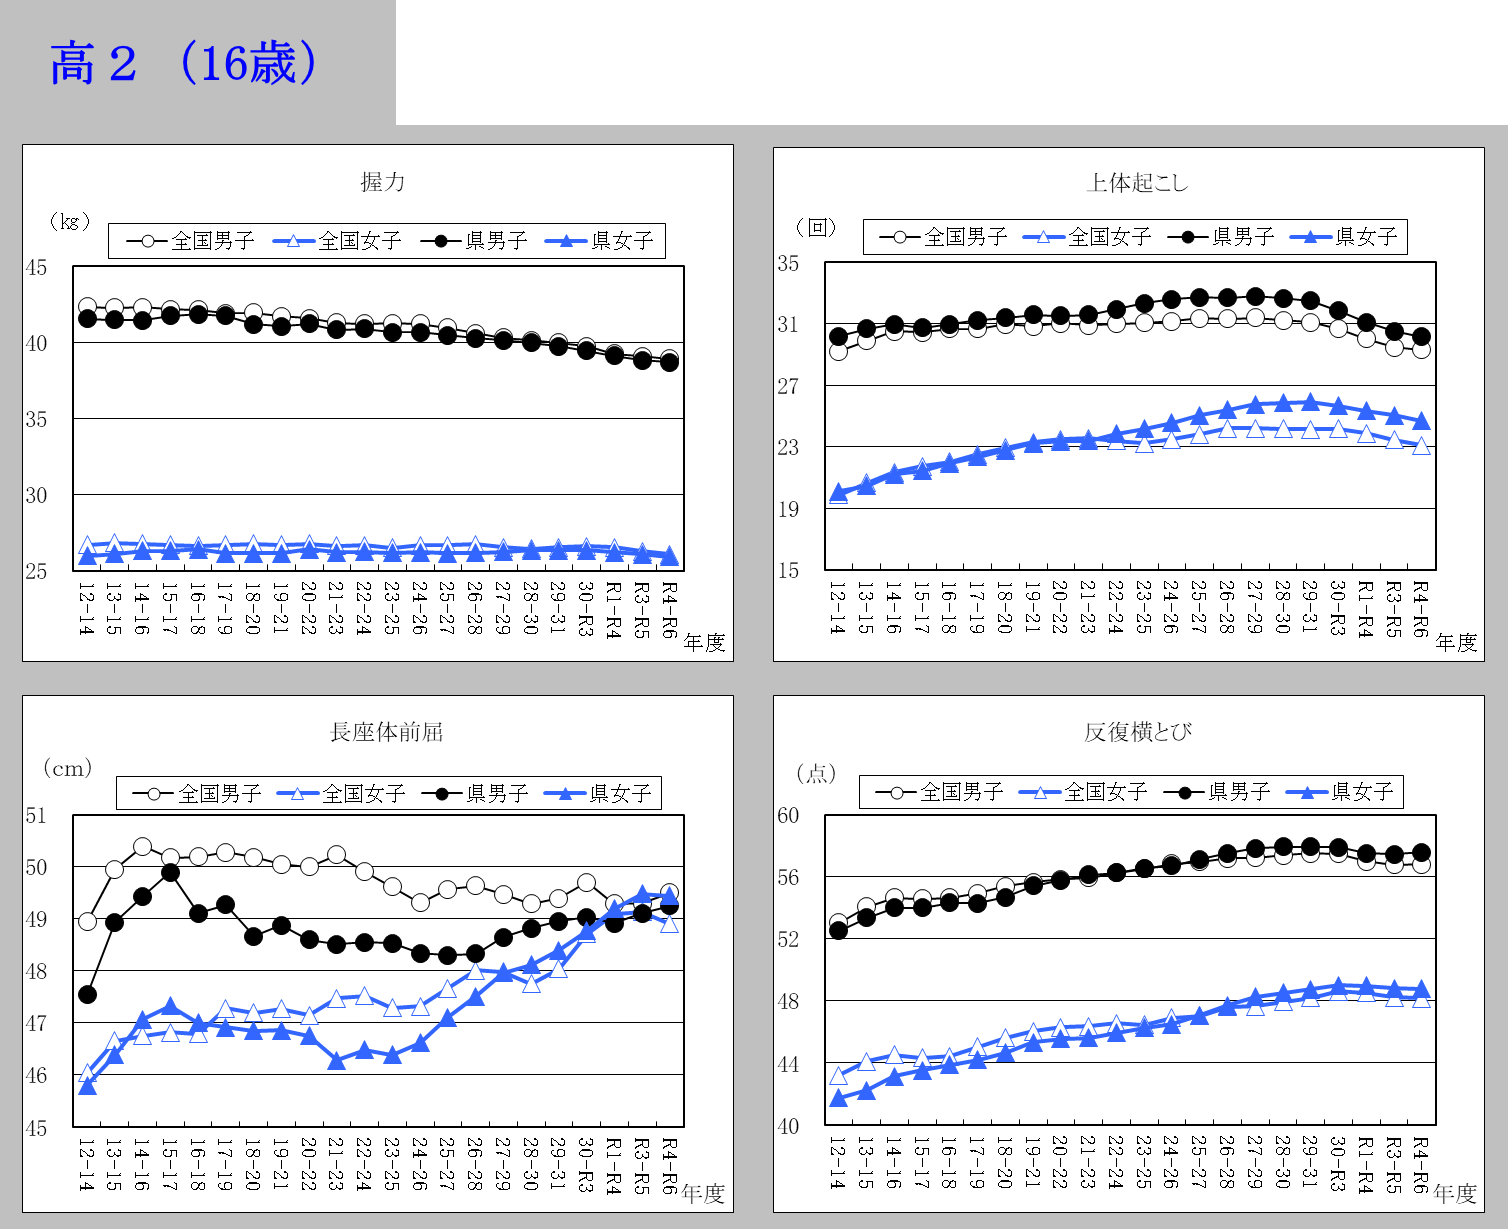 高２（16歳）
握力
（kg）
全国男子 全国女子 県男子 県女子
45
40
35
30
25
12-14 13-15 14-16 15-17 16-18 17-19 18-20 19-21 20-22 21-23 22-24 23-25 24-26 25-27 26-28 27-29 28-30 29-31 30-R3 R1-R4 R3-R5 R4-R6
年度
上体起こし
（回）
全国男子 全国女子 県男子 県女子
35
31
27
23
19
15
12-14 13-15 14-16 15-17 16-18 17-19 18-20 19-21 20-22 21-23 22-24 23-25 24-26 25-27 26-28 27-29 28-30 29-31 30-R3 R1-R4 R3-R5 R4-R6
年度
長座体前屈
（cm）
全国男子 全国女子 県男子 県女子
51
50
49
48
47
46
45
12-14 13-15 14-16 15-17 16-18 17-19 18-20 19-21 20-22 21-23 22-24 23-25 24-26 25-27 26-28 27-29 28-30 29-31 30-R3 R1-R4 R3-R5 R4-R6
年度
反復横とび
（点）
全国男子 全国女子 県男子 県女子
60
56
52
48
44
40
12-14 13-15 14-16 15-17 16-18 17-19 18-20 19-21 20-22 21-23 22-24 23-25 24-26 25-27 26-28 27-29 28-30 29-31 30-R3 R1-R4 R3-R5 R4-R6
年度